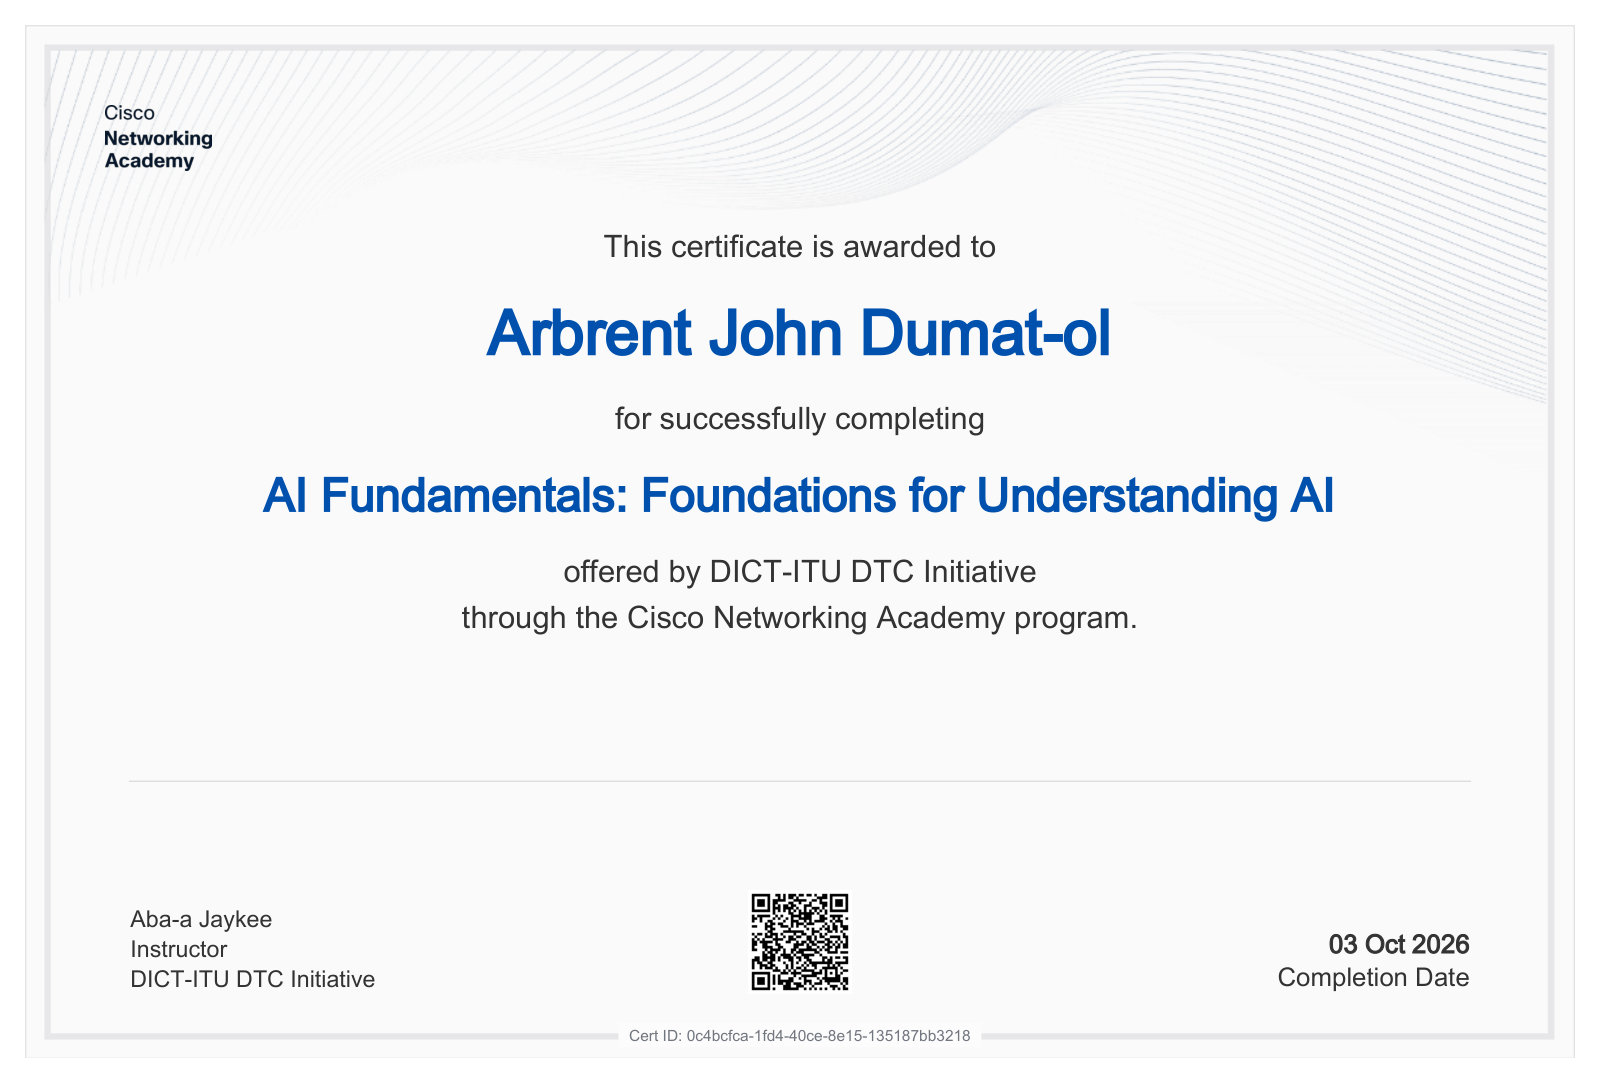 Cisco
Networking
Academy
This certificate is awarded to
Arbrent John Dumat-ol
for successfully completing
AI Fundamentals: Foundations for Understanding AI
offered by DICT-ITU DTC Initiative
through the Cisco Networking Academy program.
Aba-a Jaykee
Instructor
DICT-ITU DTC Initiative
03 Oct 2026
Completion Date
Cert ID: 0c4bcfca-1fd4-40ce-8e15-135187bb3218